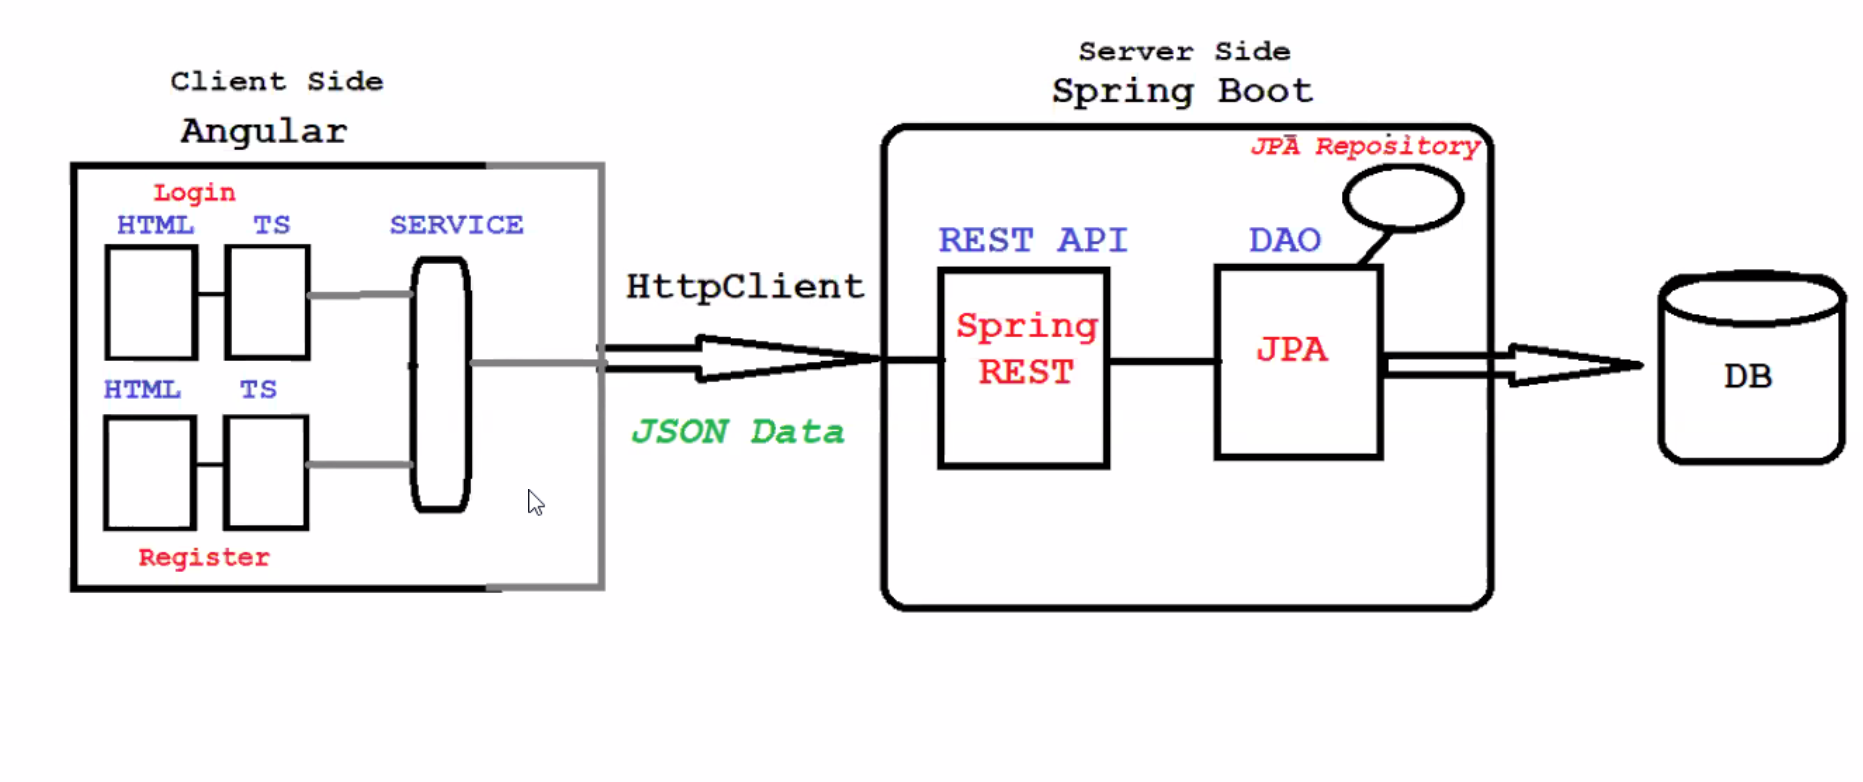 Client Side
Angular
Login
HTML TS SERVICE
HTML TS
Register
HttpClient
JSON Data
Server Side
Spring Boot
JPA Repository
REST API DAO
Spring
REST
JPA
DB